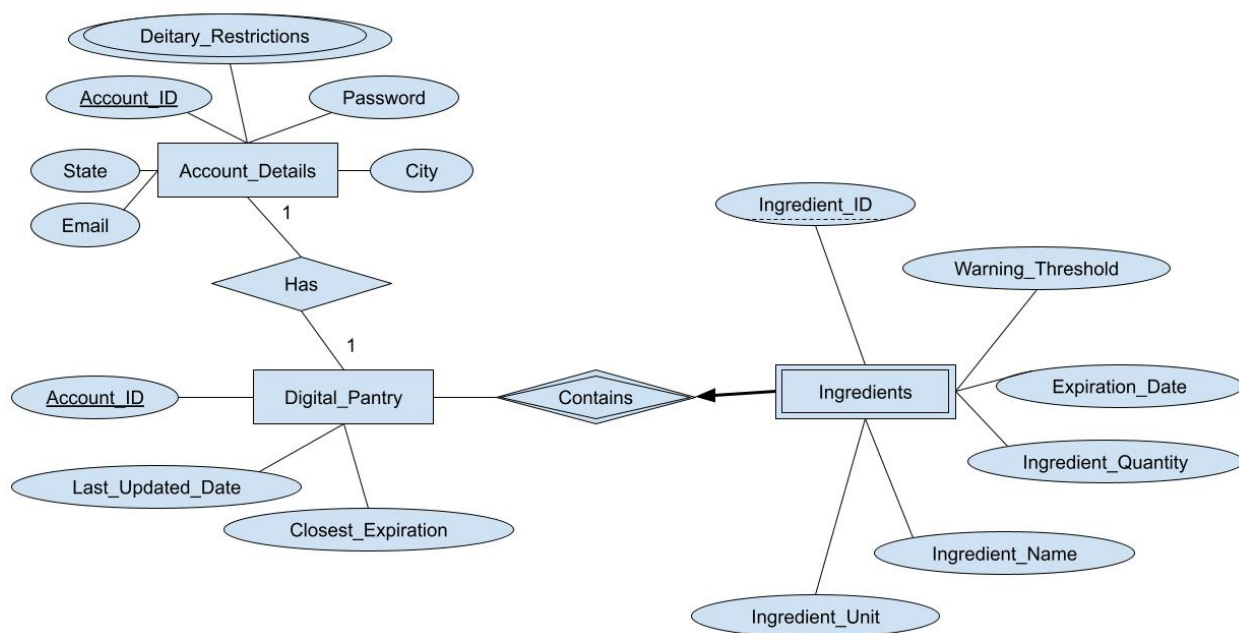 Deitary_Restrictions
Account_ID
Password
State
Account_Details
City
Email
1
Has
1
Account_ID
Digital_Pantry
Contains
Last_Updated_Date
Closest_Expiration
Ingredient_ID
Warning_Threshold
Ingredients
Expiration_Date
Ingredient_Quantity
Ingredient_Name
Ingredient_Unit